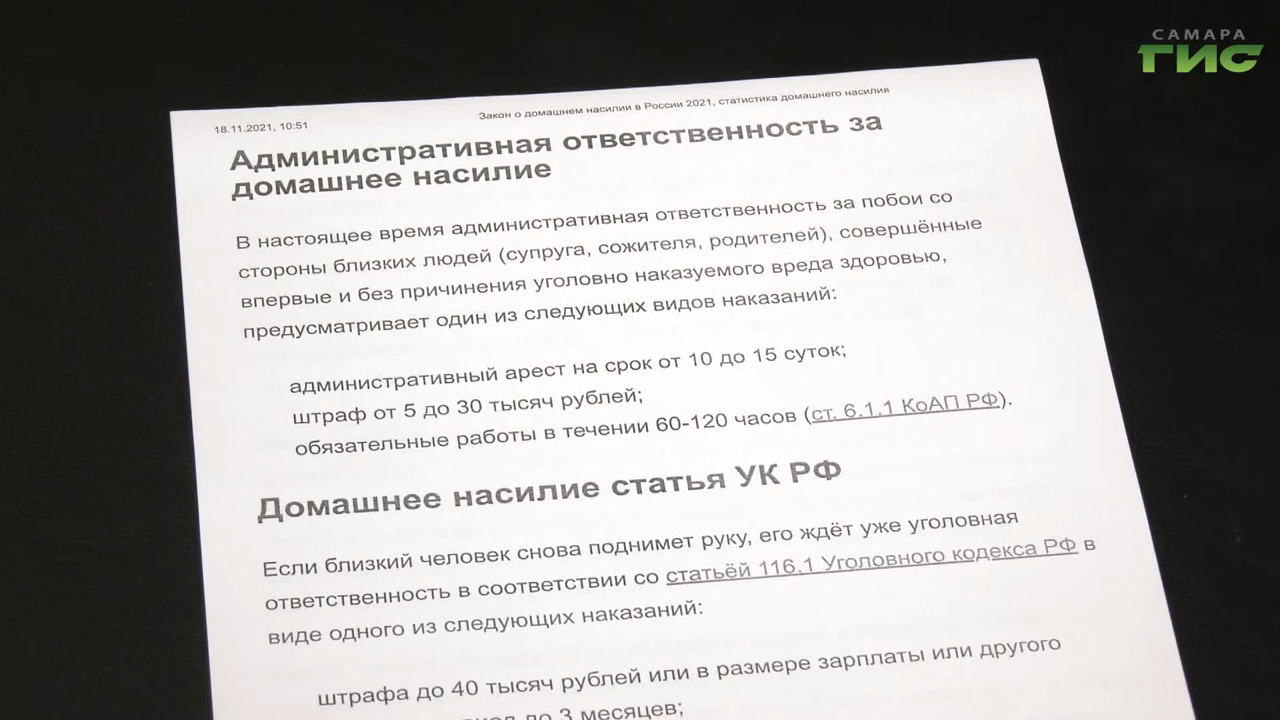 САМАРА
ГИС
18.11.2021, 10:51
Закон о домашнем насилии в России 2021, статистика домашнего насилия
Административная ответственность за
домашнее насилие
В настоящее время административная ответственность за побои со
стороны близких людей (супруга, сожителя, родителей), совершённые
впервые и без причинения уголовно наказуемого вреда здоровью,
предусматривает один из следующих видов наказаний:
административный арест на срок от 10 до 15 суток;
штраф от 5 до 30 тысяч рублей;
обязательные работы в течении 60-120 часов (ст. 6.1.1 КоАП РФ).
Домашнее насилие статья УК РФ
Если близкий человек снова поднимет руку, его ждёт уже уголовная
ответственность в соответствии со статьёй 116.1 Уголовного кодекса РФ в
виде одного из следующих наказаний:
штрафа до 40 тысяч рублей или в размере зарплаты или другого
до 3 месяцев;